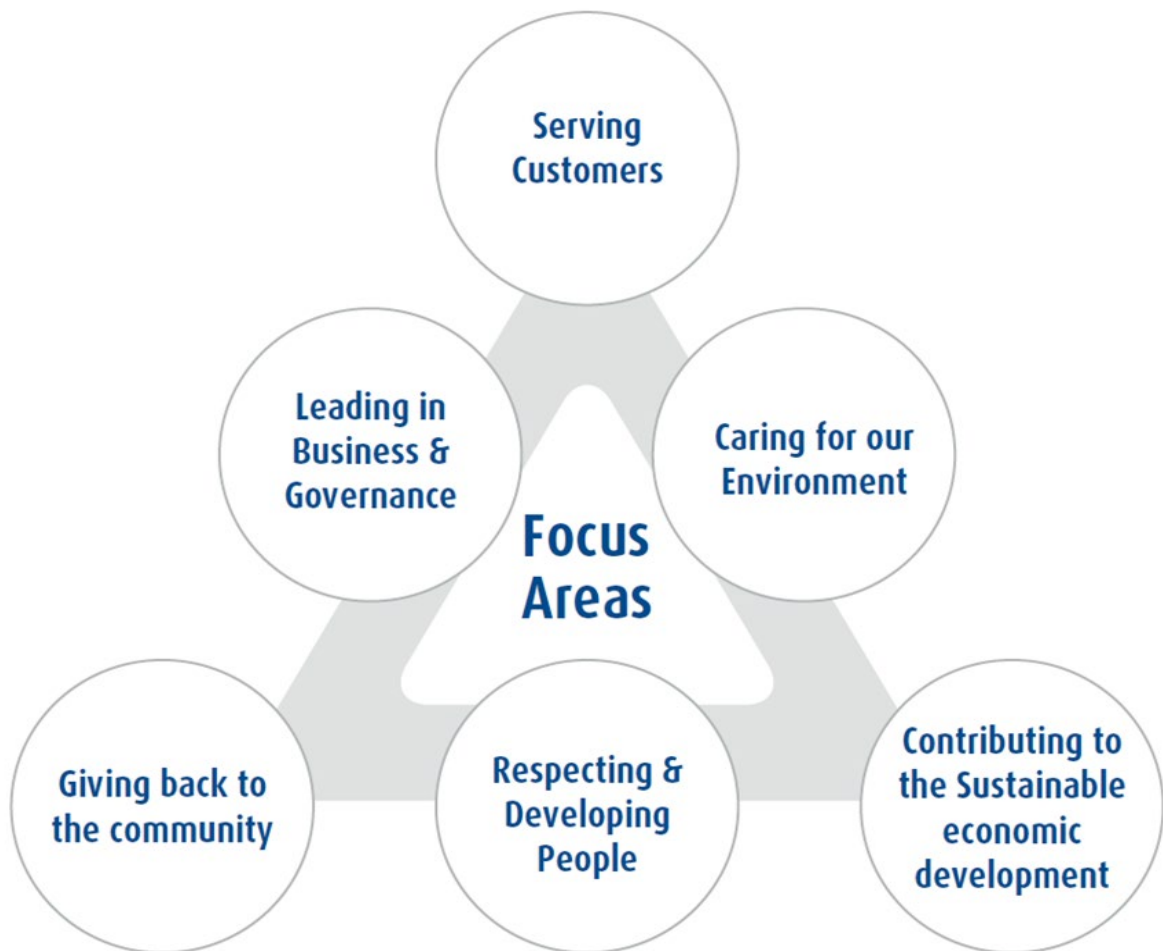 Serving
Customers
Leading in
Business &
Governance
Caring for our
Environment
Focus
Areas
Giving back to
the community
Respecting &
Developing
People
Contributing to
the Sustainable
economic
development